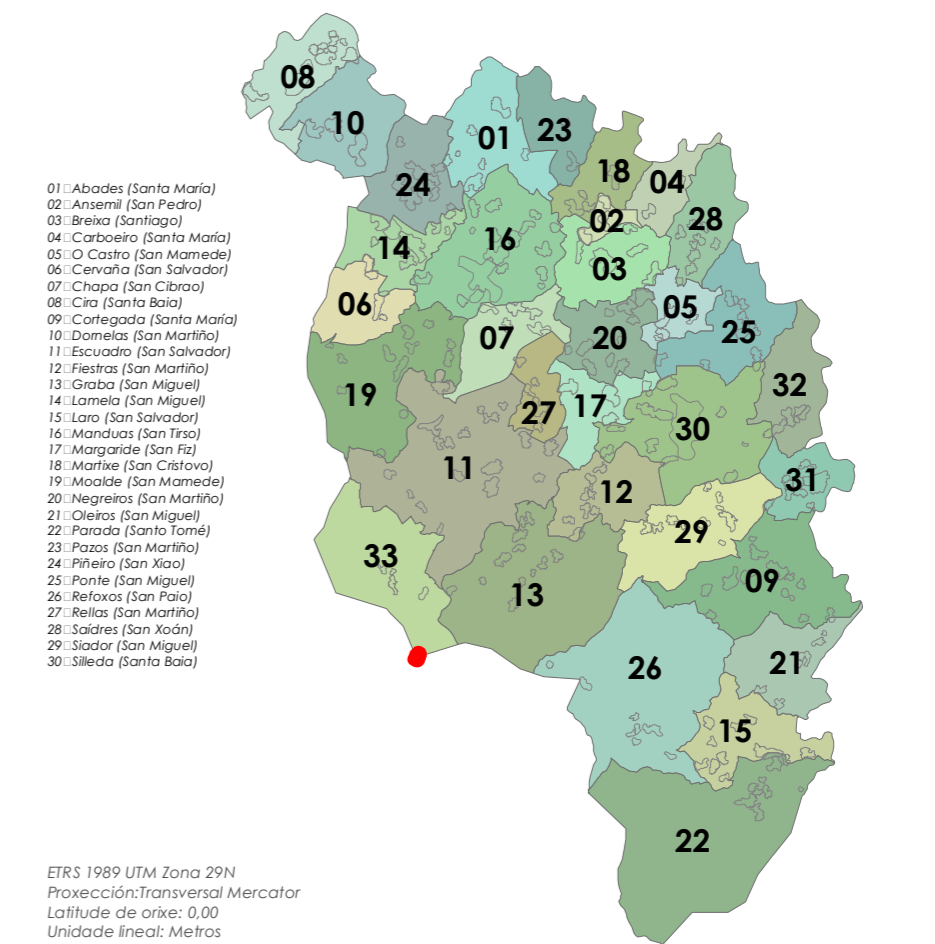 08
10
01
23
18
04
24
02
28
16
14
03
06
05
07
20
25
19
27
17
32
30
11
12
31
29
33
13
09
26
21
15
22
01 Abades (Santa María)
02 Ansemil (San Pedro)
03 Breixa (Santiago)
04 Carboeiro (Santa María)
05 O Castro (San Mamede)
06 Cervaña (San Salvador)
07 Chapa (San Cibrao)
08 Cira (Santa Baia)
09 Cortegada (Santa María)
10 Dornelas (San Martiño)
11 Escuadro (San Salvador)
12 Fiestras (San Martiño)
13 Graba (San Miguel)
14 Lamela (San Miguel)
15 Laro (San Salvador)
16 Manduas (San Tirso)
17 Margaride (San Fiz)
18 Martixe (San Cristovo)
19 Moalde (San Mamede)
20 Negreiros (San Martiño)
21 Oleiros (San Miguel)
22 Parada (Santo Tomé)
23 Pazos (San Martiño)
24 Piñeiro (San Xiao)
25 Ponte (San Miguel)
26 Refoxos (San Paio)
27 Rellas (San Martiño)
28 Saídres (San Xoán)
29 Siador (San Miguel)
30 Silleda (Santa Baia)
ETRS 1989 UTM Zona 29N
Proxección:Transversal Mercator
Latitude de orixe: 0,00
Unidade lineal: Metros